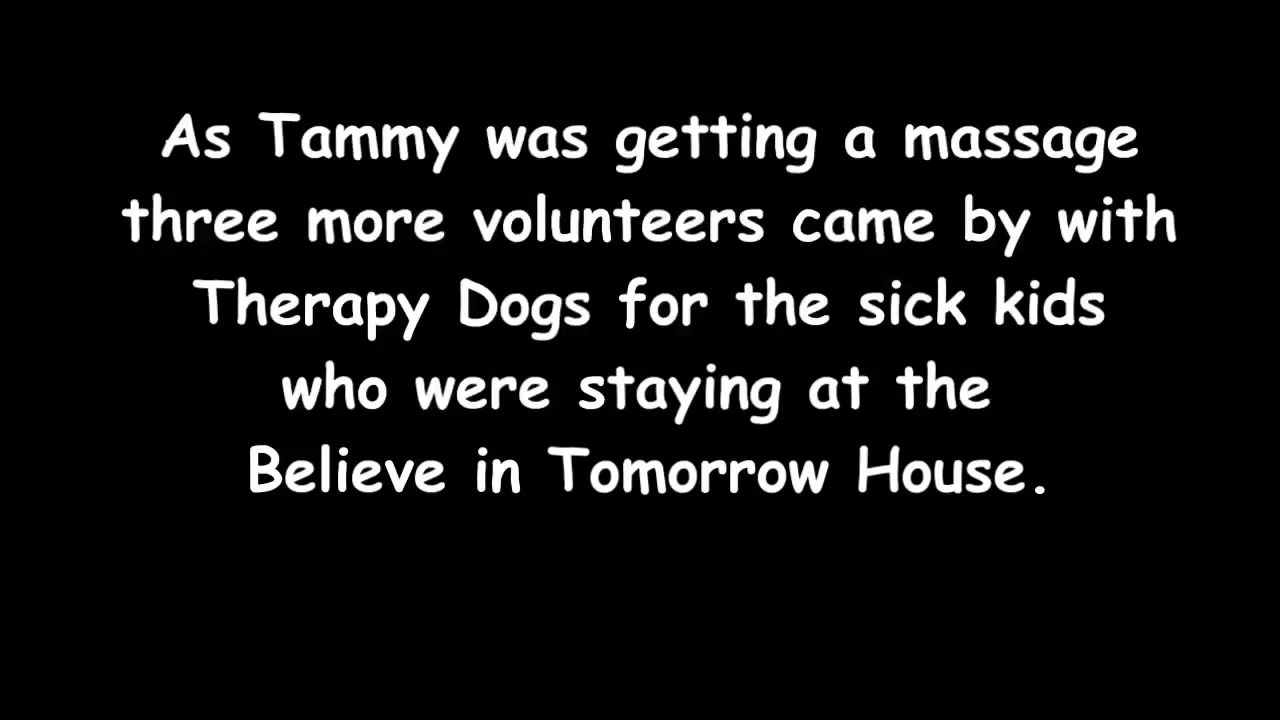 As Tammy was getting a massage
three more volunteers came by with
Therapy Dogs for the sick kids
who were staying at the
Believe in Tomorrow House.